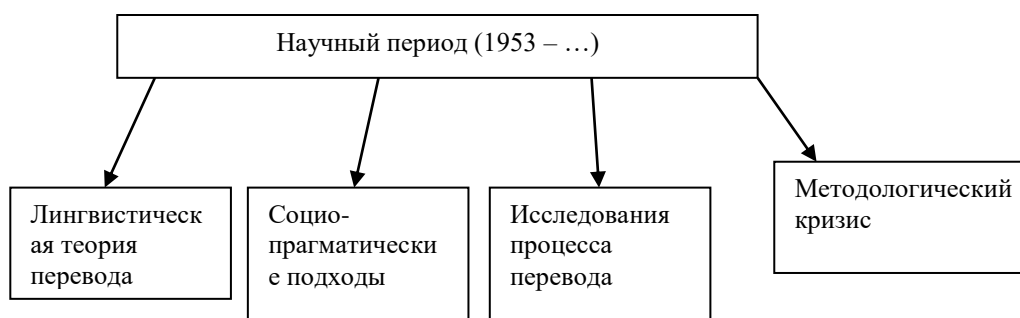 Научный период (1953 – …)
Лингвистическ
ая теория
перевода
Социо-
прагматически
е подходы
Исследования
процесса
перевода
Методологический
кризис